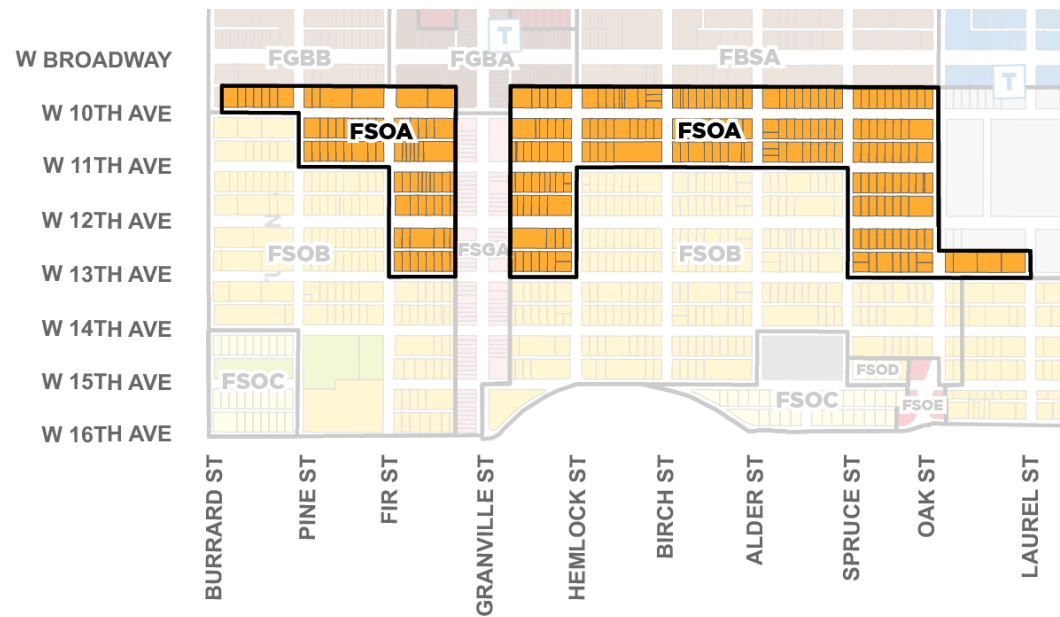 W BROADWAY
W 10TH AVE
W 11TH AVE
W 12TH AVE
W 13TH AVE
W 14TH AVE
W 15TH AVE
W 16TH AVE
FGBB
FGBA
T
FBSA
T
FSOA
FSOA
FSOB
FSGA
FSOB
FSOC
FSOC
FSOD
FSOE
BURRARD ST
PINE ST
FIR ST
GRANVILLE ST
HEMLOCK ST
BIRCH ST
ALDER ST
SPRUCE ST
OAK ST
LAUREL ST